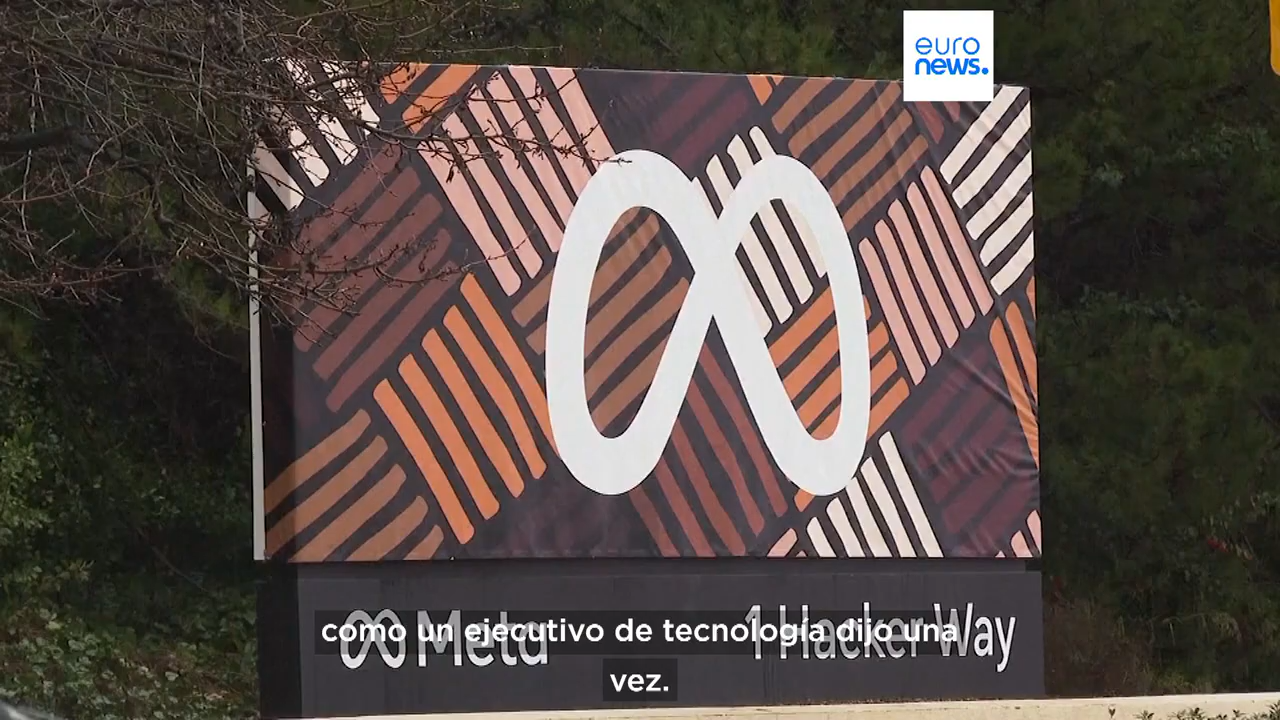 euro
news.
Meta 1 Hacker Way
como un ejecutivo de tecnología dijo una
vez.